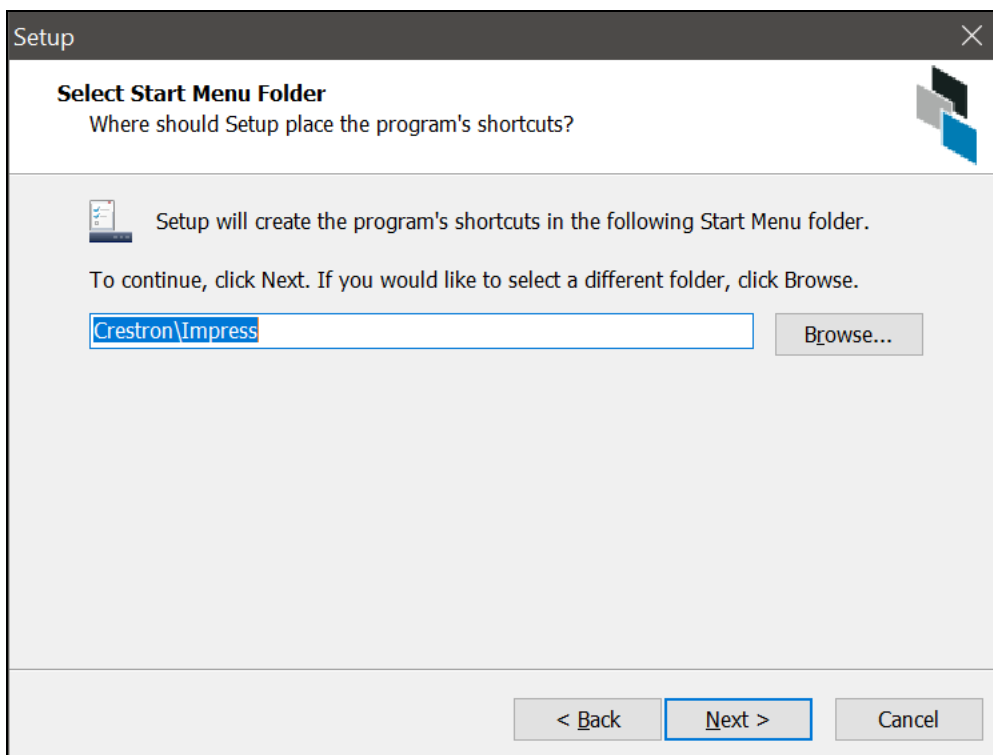 Setup
Select Start Menu Folder
Where should Setup place the program's shortcuts?
Setup will create the program's shortcuts in the following Start Menu folder.
To continue, click Next. If you would like to select a different folder, click Browse.
Crestron\Impress
Browse...
< Back
Next >
Cancel